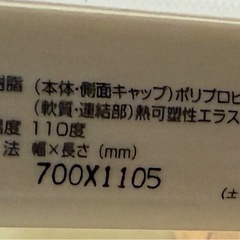 樹脂 (本体・側面キャップ)ポリプロピ
(軟質・連結部)熱可塑性エラス
温度 110度
法 幅×長さ(mm)
700X1105
(土